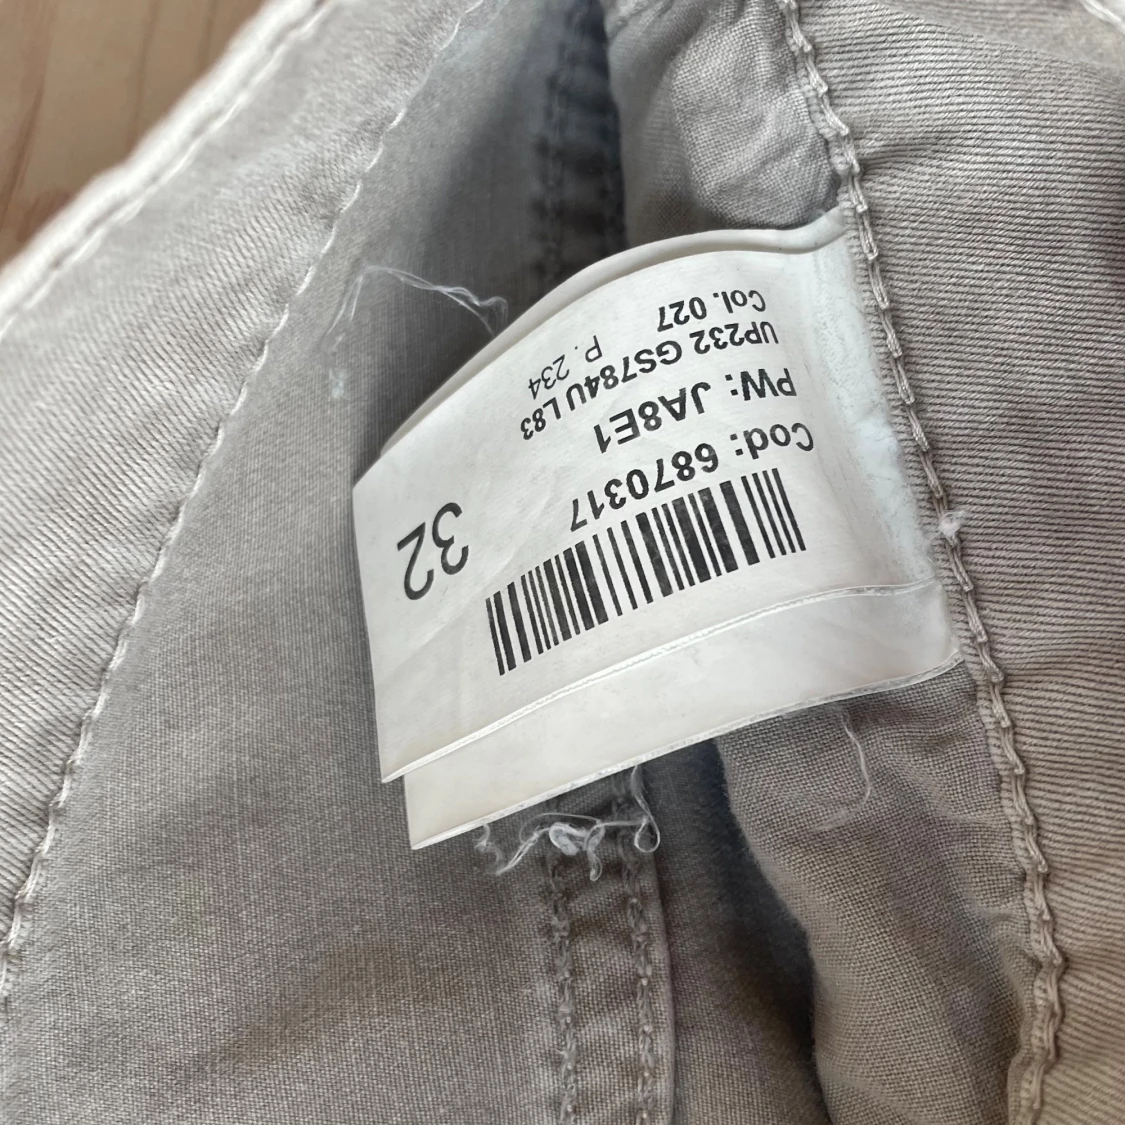 Col. 027
UP232 GS784U L83
P. 234
PW: JA8E1
Cod: 6870317
32